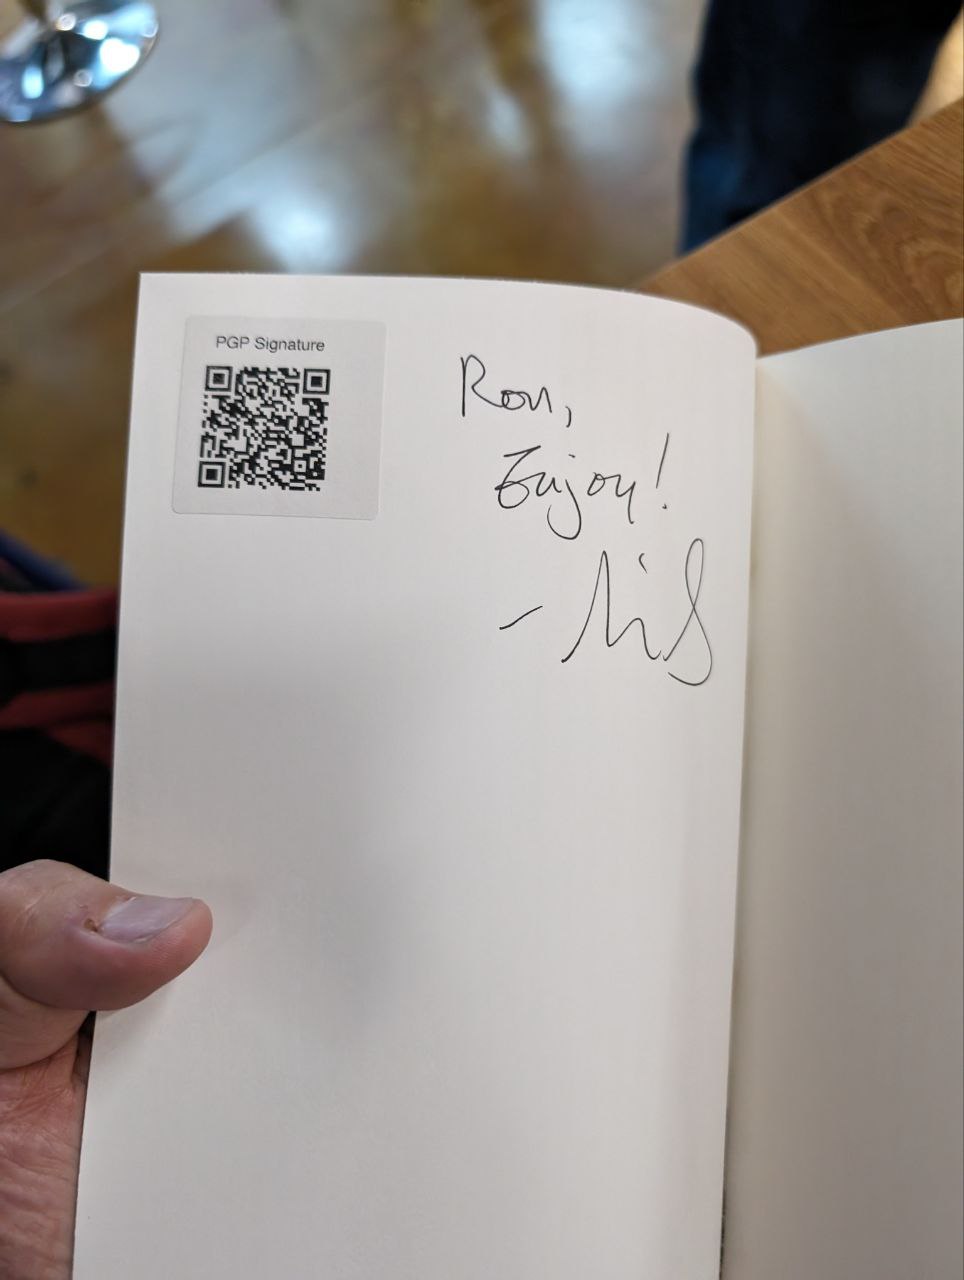 PGP Signature
Ron,
Enjoy!